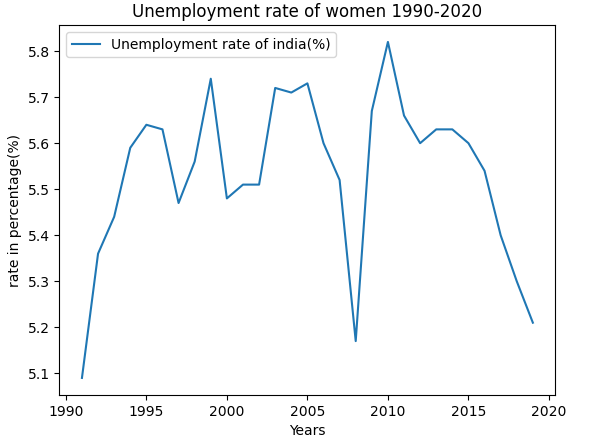 Unemployment rate of women 1990-2020
Unemployment rate of india(%)
rate in percentage(%)
5.8
5.7
5.6
5.5
5.4
5.3
5.2
5.1
1990 1995 2000 2005 2010 2015 2020
Years